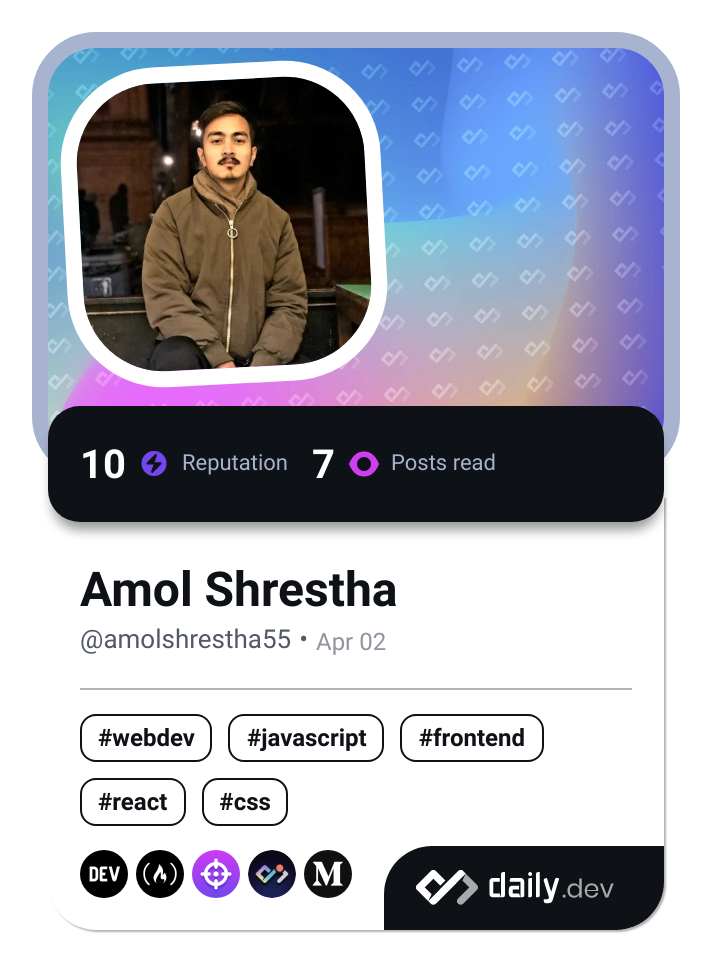 10 Reputation 7 Posts read
Amol Shrestha
@amolshrestha55 • Apr 02
#webdev #javascript #frontend
#react #css
DEV M daily.dev